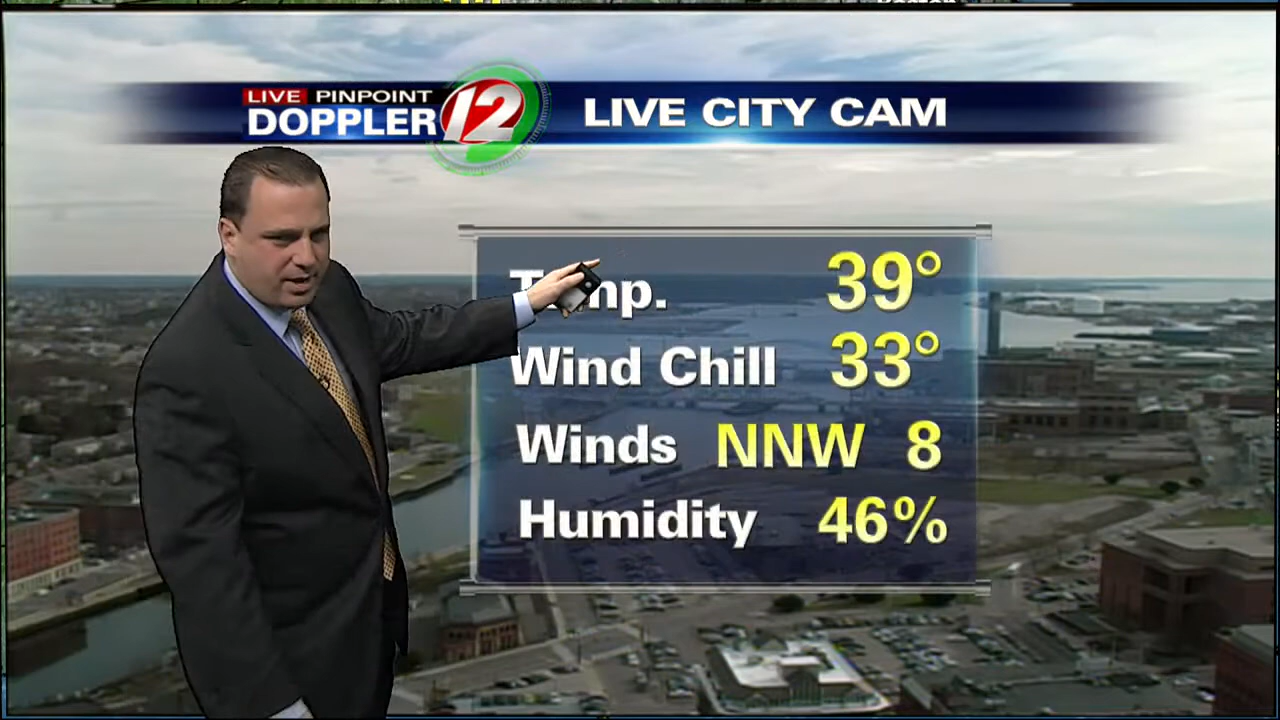 LIVE PINPOINT
DOPPLER 12
LIVE CITY CAM
Temp. 39°
Wind Chill 33°
Winds NNW 8
Humidity 46%